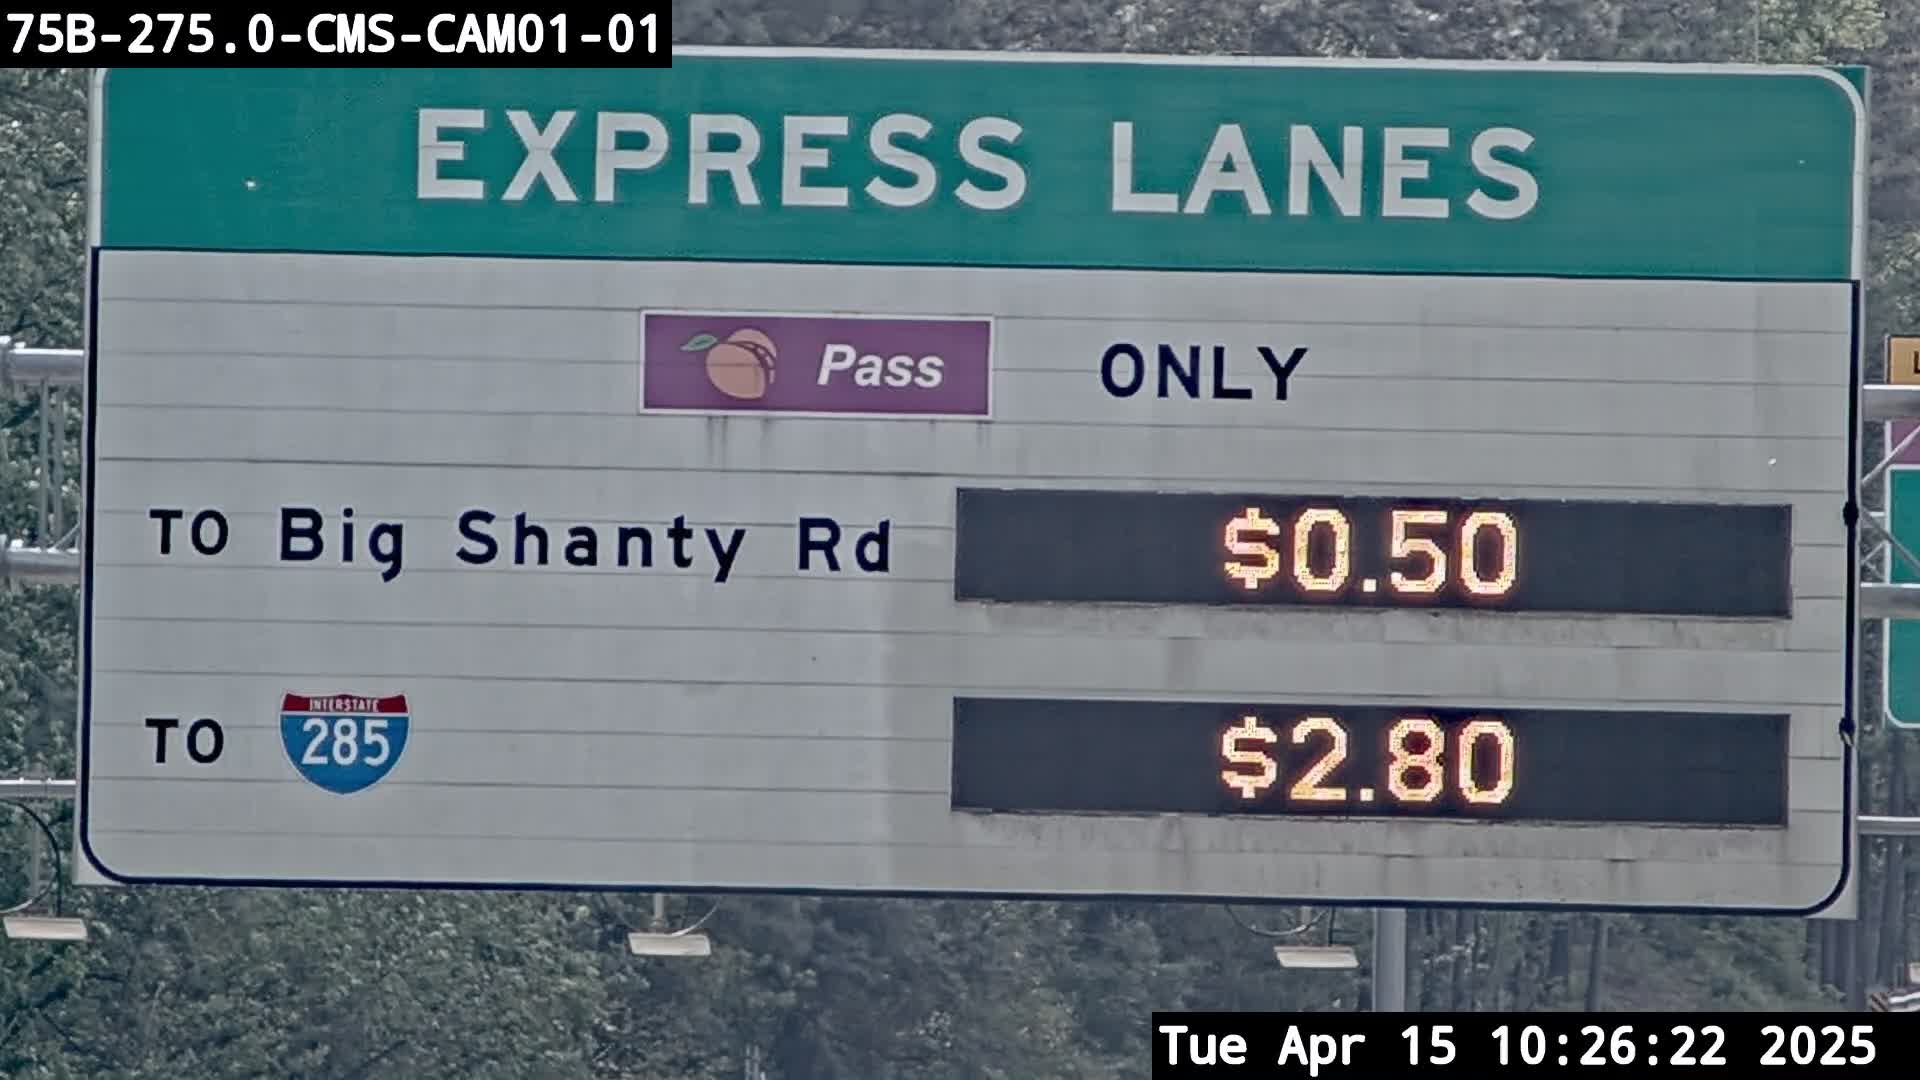 75B-275.0-CMS-CAM01-01
EXPRESS LANES
Pass ONLY
TO Big Shanty Rd $0.50
TO INTERSTATE 285 $2.80
Tue Apr 15 10:26:22 2025